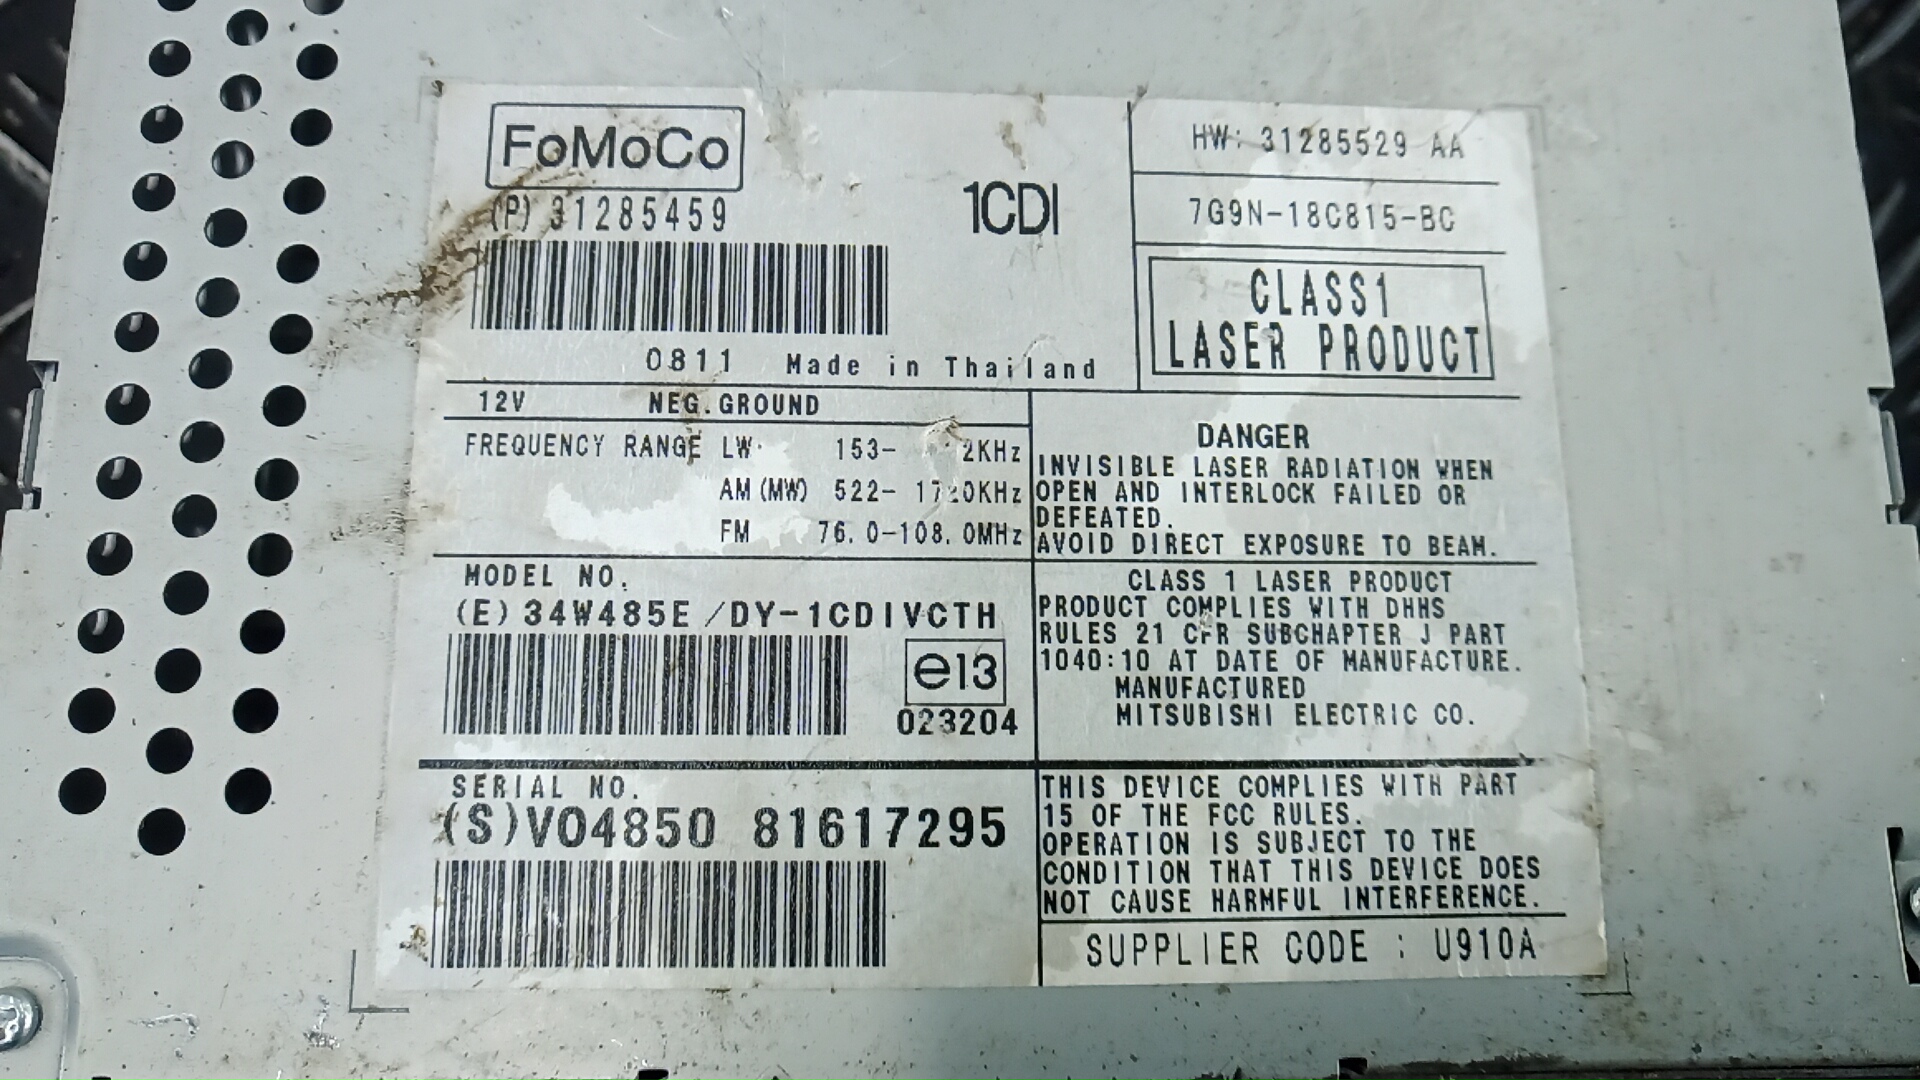 FoMoCo
(P) 31285459
1CDI
0811 Made in Thailand
HW: 31285529 AA
7G9N-18C815-BC
CLASS1
LASER PRODUCT
12V NEG.GROUND
FREQUENCY RANGE LW 153- 2KHz
AM(MW) 522- 1720KHz
FM 76.0-108.0MHz
DANGER
INVISIBLE LASER RADIATION WHEN
OPEN AND INTERLOCK FAILED OR
DEFEATED.
AVOID DIRECT EXPOSURE TO BEAM.
MODEL NO.
(E)34W485E/DY-1CDIVCTH
e13
023204
CLASS 1 LASER PRODUCT
PRODUCT COMPLIES WITH DHHS
RULES 21 CFR SUBCHAPTER J PART
1040:10 AT DATE OF MANUFACTURE.
MANUFACTURED
MITSUBISHI ELECTRIC CO.
SERIAL NO.
(S)VO4850 81617295
THIS DEVICE COMPLIES WITH PART
15 OF THE FCC RULES.
OPERATION IS SUBJECT TO THE
CONDITION THAT THIS DEVICE DOES
NOT CAUSE HARMFUL INTERFERENCE.
SUPPLIER CODE : U910A